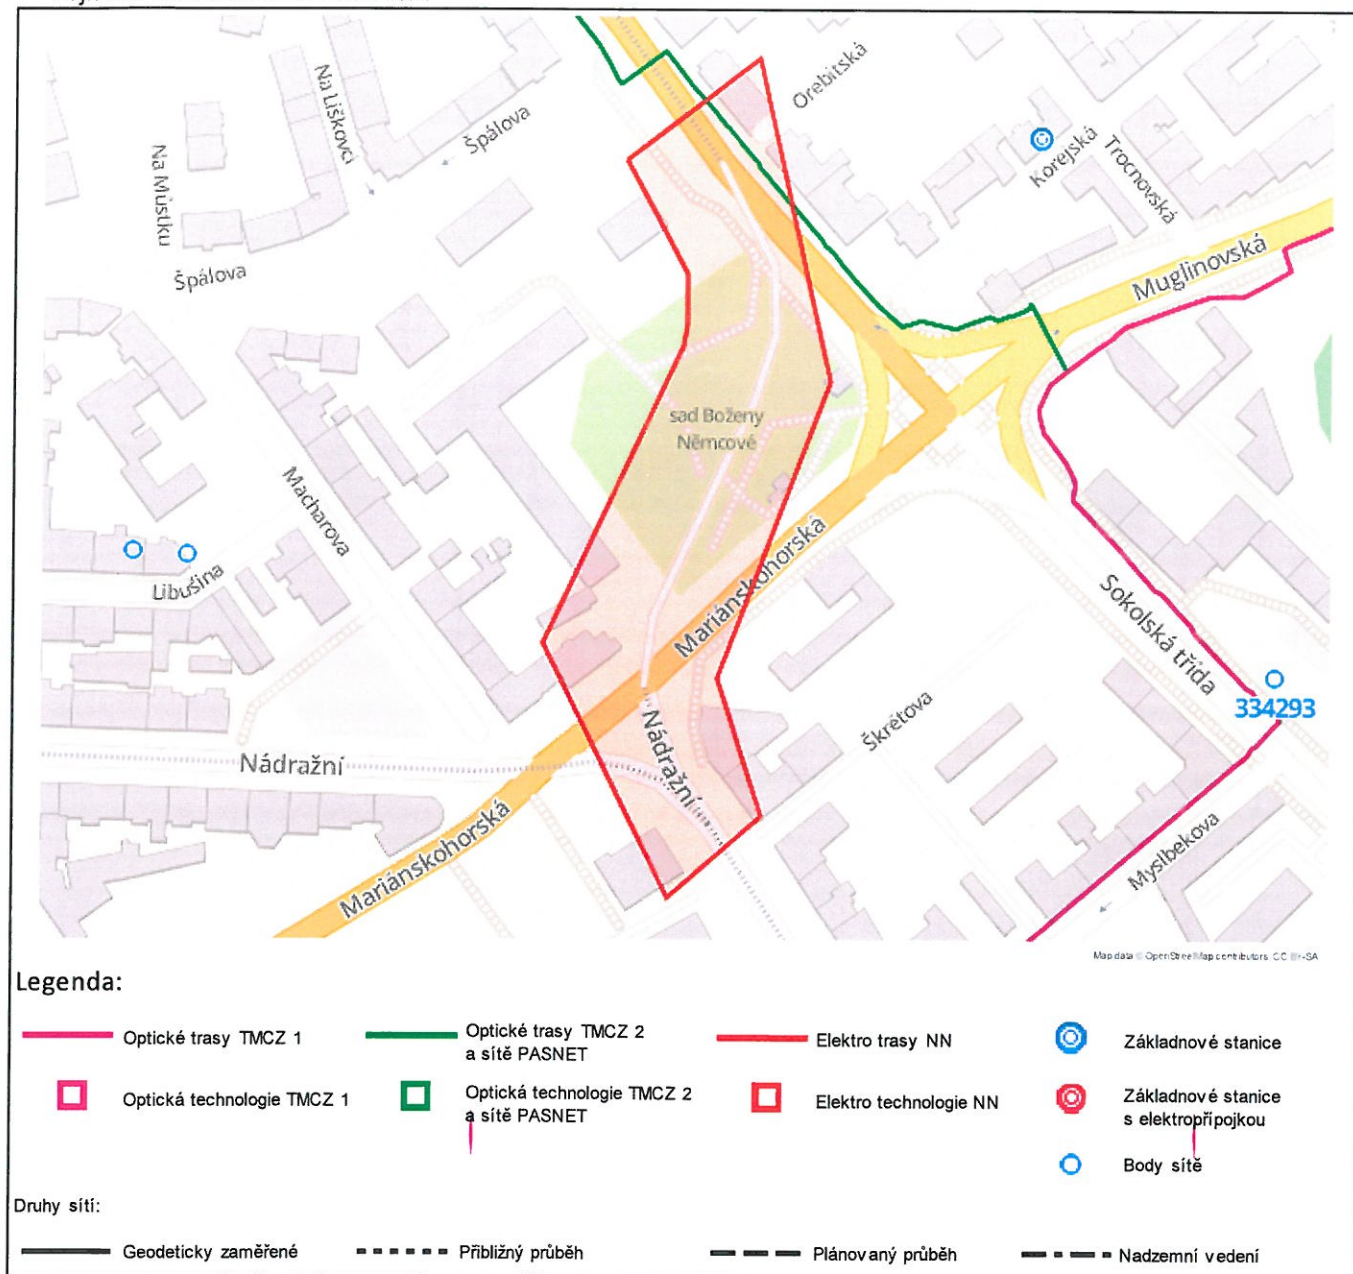 Orebitská
Na Liškovci
Špálova
Korejská
Trocnovská
Na Můstku
Špálova
Muglinovská
sad Boženy
Němcové
Macharova
Libušina
Mariánskohorská
Sokolská třída
334293
Škrétova
Nádražní
Nádražní
Mariánskohorská
Myslbekova
Map data © OpenStreetMap contributors, CC BY-SA
Legenda:
Optické trasy TMCZ 1
Optické trasy TMCZ 2
a sítě PASNET
Elektro trasy NN
Základnové stanice
Optická technologie TMCZ 1
Optická technologie TMCZ 2
a sítě PASNET
Elektro technologie NN
Základnové stanice
s elektropřípojkou
Body sítě
Druhy sítí:
Geodeticky zaměřené
Přibližný průběh
Plánovaný průběh
Nadzemní vedení